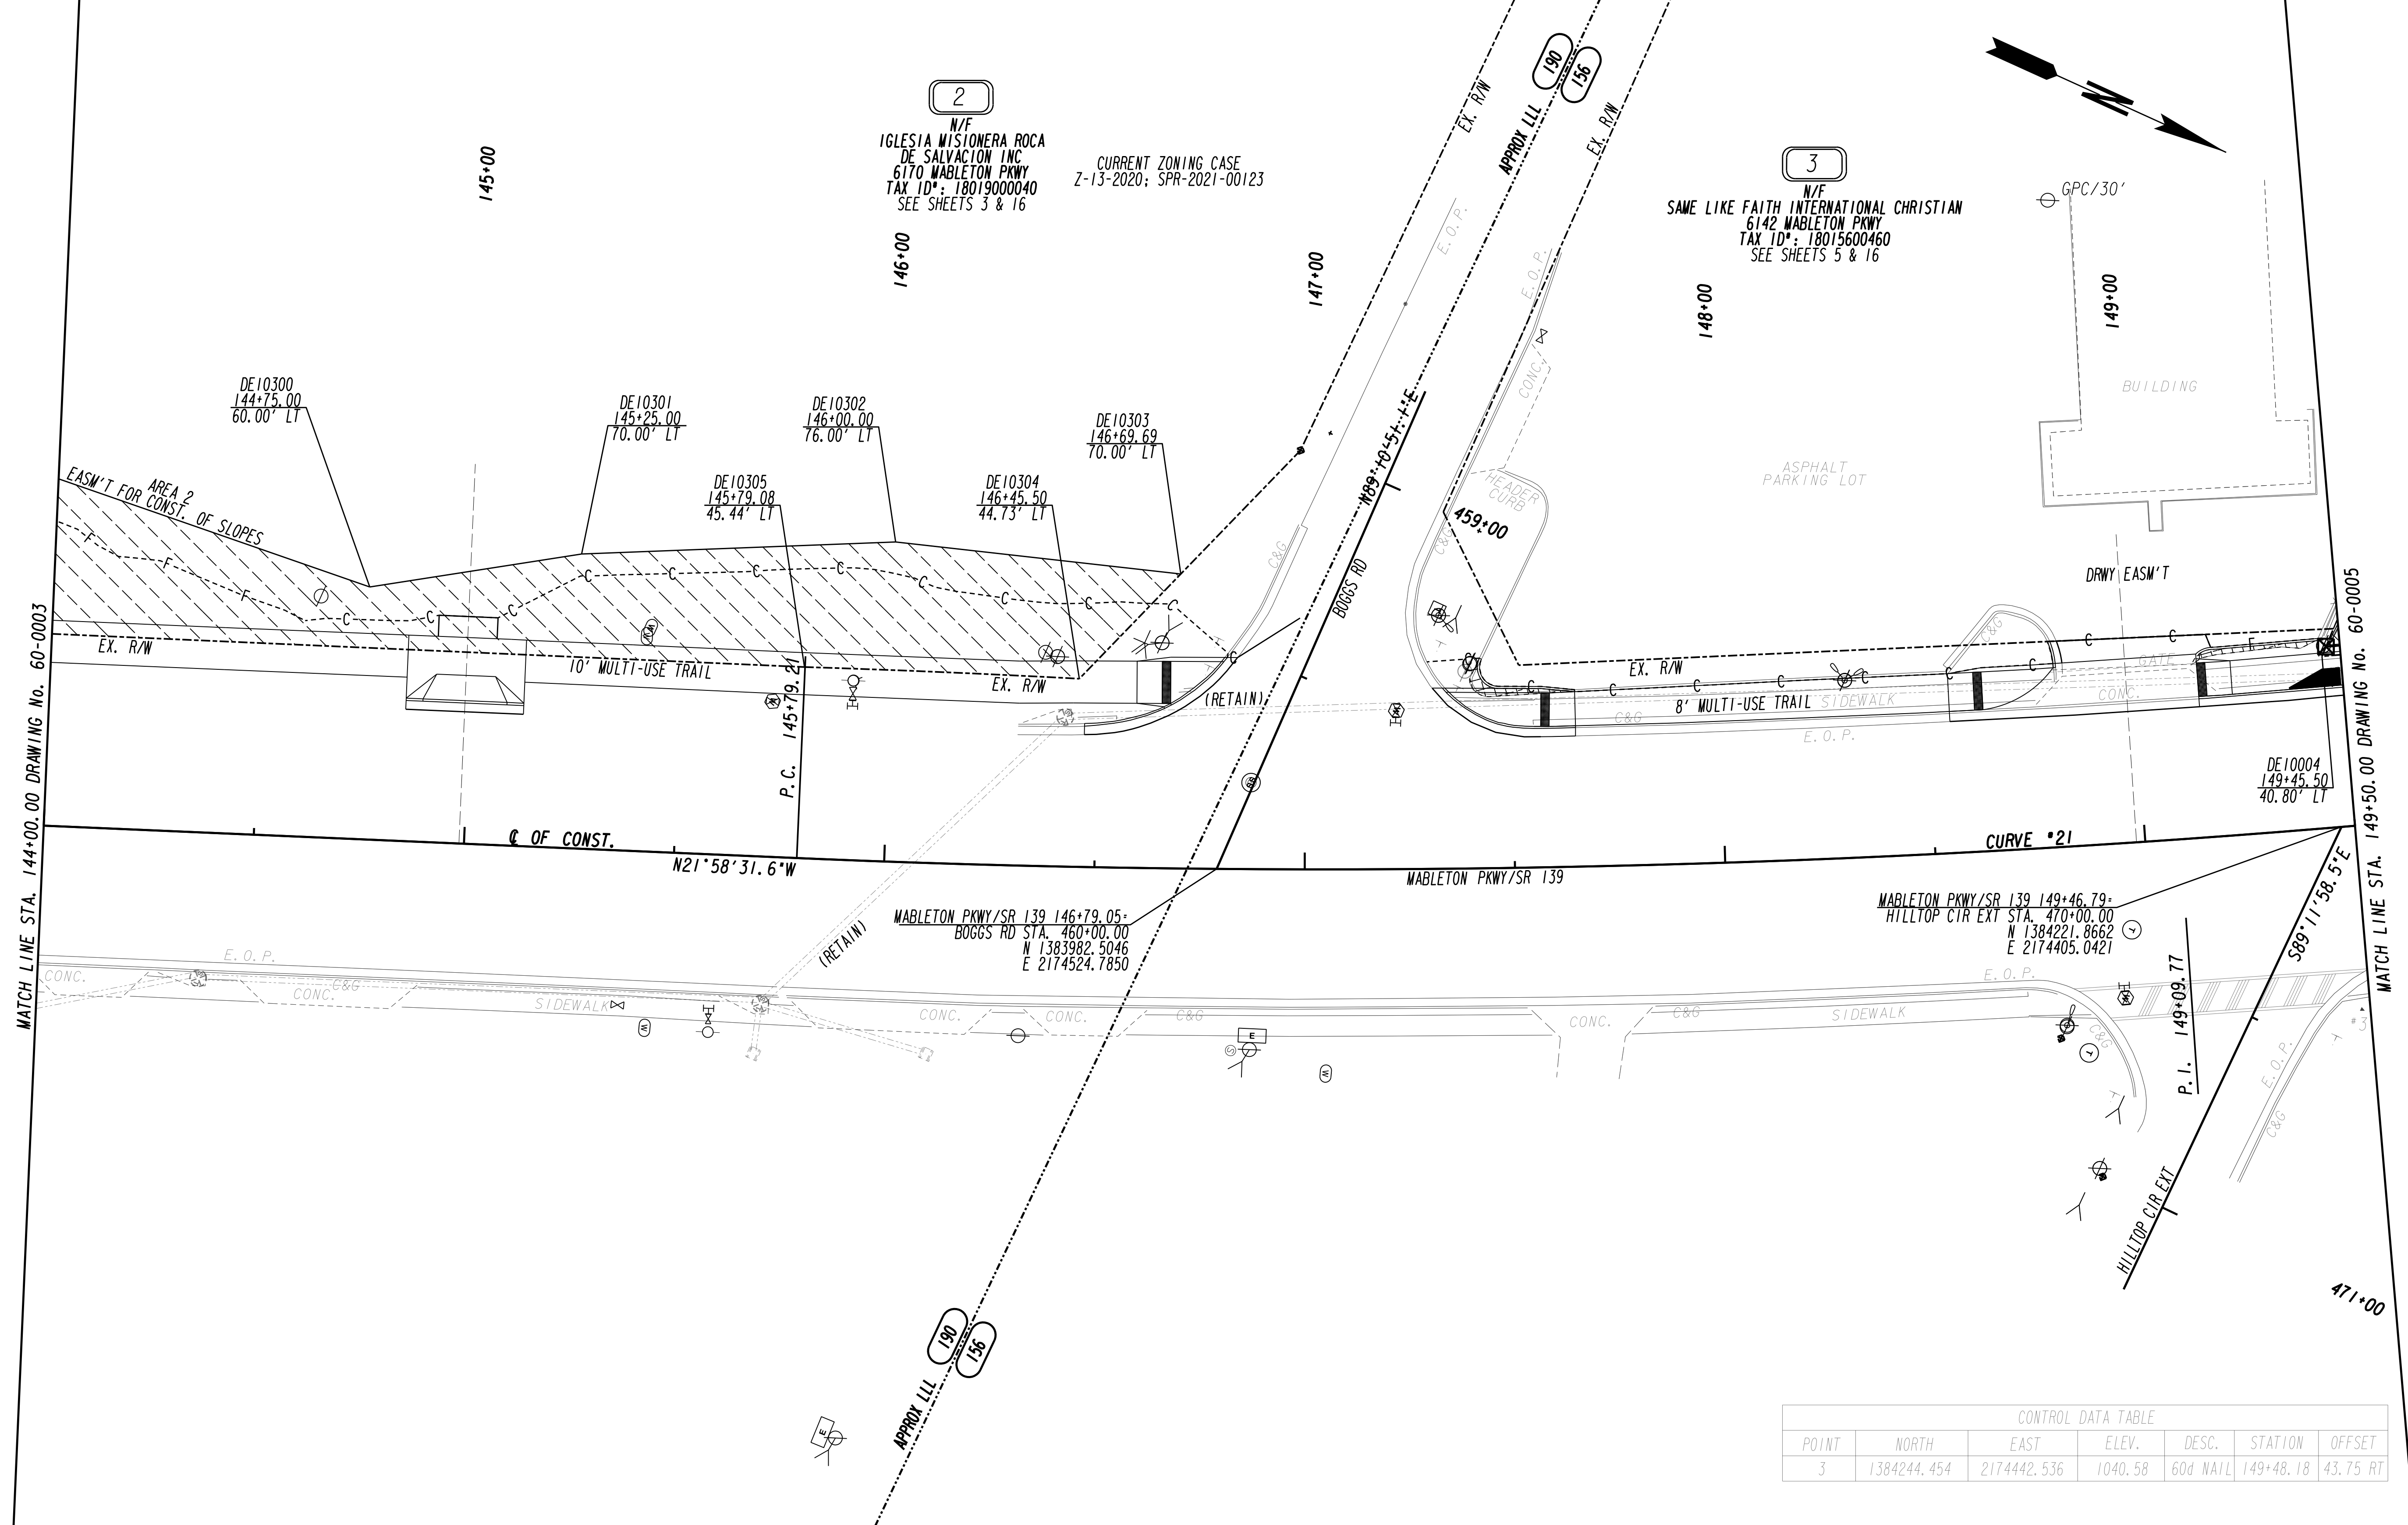 2
N/F
IGLESIA MISIONERA ROCA
DE SALVACION INC
6170 MABLETON PKWY
TAX ID#: 18019000040
SEE SHEETS 3 & 16
CURRENT ZONING CASE
Z-13-2020; SPR-2021-00123
EX. R/W
190
156
APPROX LLL
EX. R/W
3
N/F
SAME LIKE FAITH INTERNATIONAL CHRISTIAN
6142 MABLETON PKWY
TAX ID#: 18015600460
SEE SHEETS 5 & 16
N
GPC/30'
145+00
146+00
147+00
148+00
149+00
E.O.P.
E.O.P.
CONC.
BUILDING
ASPHALT
PARKING LOT
HEADER
CURB
C&G
459+00
DE10300
144+75.00
60.00' LT
DE10301
145+25.00
70.00' LT
DE10302
146+00.00
76.00' LT
DE10303
146+69.69
70.00' LT
DE10305
145+79.08
45.44' LT
DE10304
146+45.50
44.73' LT
AREA 2
EASM'T FOR CONST. OF SLOPES
F
F
F
C
C
C
C
C
C
C
C
C
C
C
C
C
EX. R/W
10' MULTI-USE TRAIL
EX. R/W
C&G
N89°10'51.1"E
BOGGS RD
(RETAIN)
DRWY EASM'T
C&G
GATE
CONC.
F
EX. R/W
C
C
C
C
C
C
C
C
C
8' MULTI-USE TRAIL
SIDEWALK
C&G
E.O.P.
DE10004
149+45.50
40.80' LT
P.C. 145+79.21
MATCH LINE STA. 144+00.00 DRAWING No. 60-0003
MATCH LINE STA. 149+50.00 DRAWING No. 60-0005
℄ OF CONST.
N21°58'31.6"W
MABLETON PKWY/SR 139
CURVE #21
MABLETON PKWY/SR 139 146+79.05=
BOGGS RD STA. 460+00.00
N 1383982.5046
E 2174524.7850
MABLETON PKWY/SR 139 149+46.79=
HILLTOP CIR EXT STA. 470+00.00
N 1384221.8662
E 2174405.0421
T
S89°11'58.5"E
(RETAIN)
P.I. 149+09.77
E.O.P.
CONC.
CONC.
C&G
SIDEWALK
W
CONC.
CONC.
C&G
E
S
W
CONC.
C&G
SIDEWALK
E.O.P.
C&G
T
#3
E.O.P.
C&G
HILLTOP CIR EXT
471+00
190
156
APPROX LLL
E
CONTROL DATA TABLE
POINT NORTH EAST ELEV. DESC. STATION OFFSET
3 1384244.454 2174442.536 1040.58 60d NAIL 149+48.18 43.75 RT